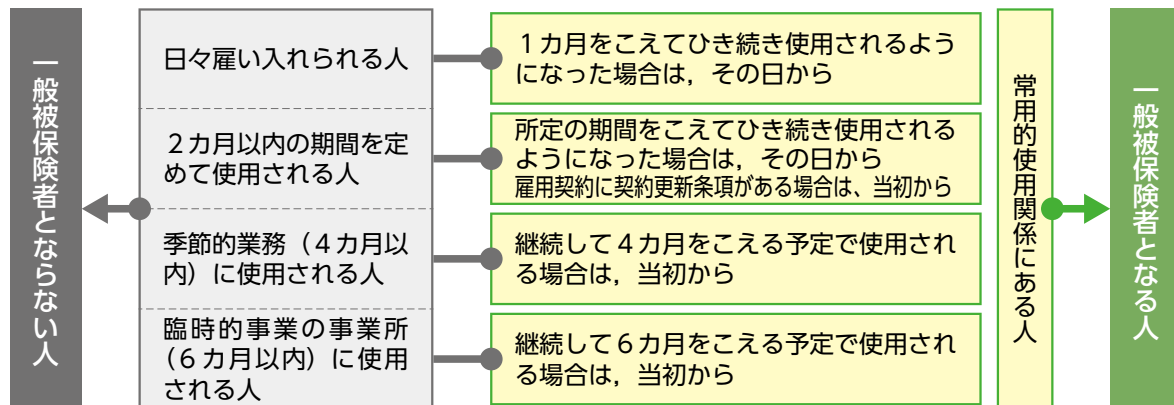 一般被保険者とならない人
日々雇い入れられる人
１カ月をこえてひき続き使用されるよう
になった場合は，その日から
２カ月以内の期間を定
めて使用される人
所定の期間をこえてひき続き使用される
ようになった場合は，その日から
雇用契約に契約更新条項がある場合は、当初から
季節的業務（４カ月以
内）に使用される人
継続して４カ月をこえる予定で使用され
る場合は，当初から
臨時的事業の事業所
（６カ月以内）に使用
される人
継続して６カ月をこえる予定で使用され
る場合は，当初から
常用的使用関係にある人
一般被保険者となる人